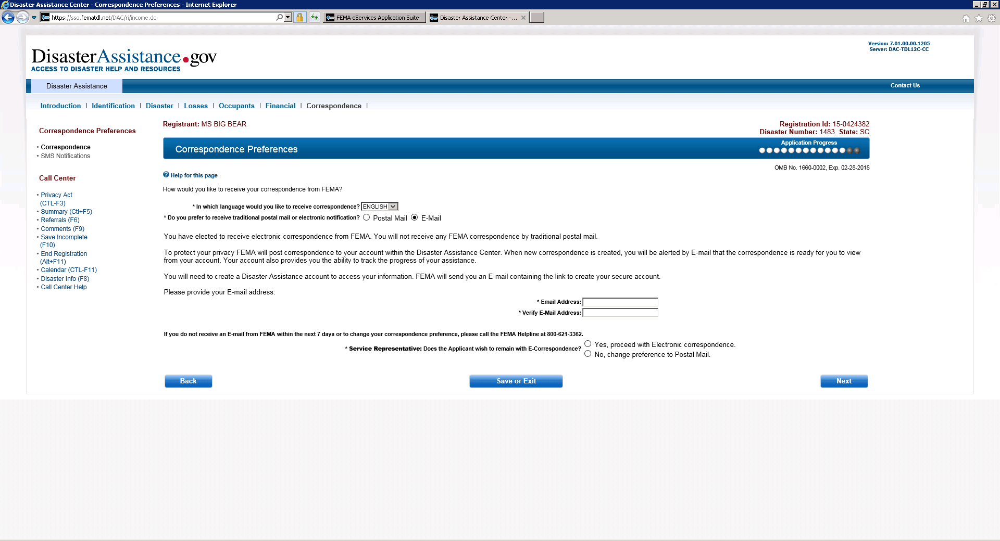 Disaster Assistance Center - Correspondence Preferences - Internet Explorer
https://sso.fematdl.net/DAC/ri/income.do
FEMA eServices Application Suite
Disaster Assistance Center -...
Version: 7.01.00.00.1205
Server: DAC-TDL12C-CC
DisasterAssistance.gov
ACCESS TO DISASTER HELP AND RESOURCES
Disaster Assistance
Contact Us
Introduction | Identification | Disaster | Losses | Occupants | Financial | Correspondence |
Correspondence Preferences
• Correspondence
• SMS Notifications
Call Center
• Privacy Act
(CTL-F3)
• Summary (Ctl+F5)
• Referrals (F6)
• Comments (F9)
• Save Incomplete
(F10)
• End Registration
(Alt+F11)
• Calendar (CTL-F11)
• Disaster Info (F8)
• Call Center Help
Registrant: MS BIG BEAR
Registration Id: 15-0424382
Disaster Number: 1483 State: SC
Correspondence Preferences
Application Progress
OMB No. 1660-0002, Exp. 02-28-2018
? Help for this page
How would you like to receive your correspondence from FEMA?
* In which language would you like to receive correspondence? ENGLISH
* Do you prefer to receive traditional postal mail or electronic notification? Postal Mail E-Mail
You have elected to receive electronic correspondence from FEMA. You will not receive any FEMA correspondence by traditional postal mail.
To protect your privacy FEMA will post correspondence to your account within the Disaster Assistance Center. When new correspondence is created, you will be alerted by E-mail that the correspondence is ready for you to view
from your account. Your account also provides you the ability to track the progress of your assistance.
You will need to create a Disaster Assistance account to access your information. FEMA will send you an E-mail containing the link to create your secure account.
Please provide your E-mail address:
* Email Address:
* Verify E-Mail Address:
If you do not receive an E-mail from FEMA within the next 7 days or to change your correspondence preference, please call the FEMA Helpline at 800-621-3362.
* Service Representative: Does the Applicant wish to remain with E-Correspondence?
Yes, proceed with Electronic correspondence.
No, change preference to Postal Mail.
Back
Save or Exit
Next